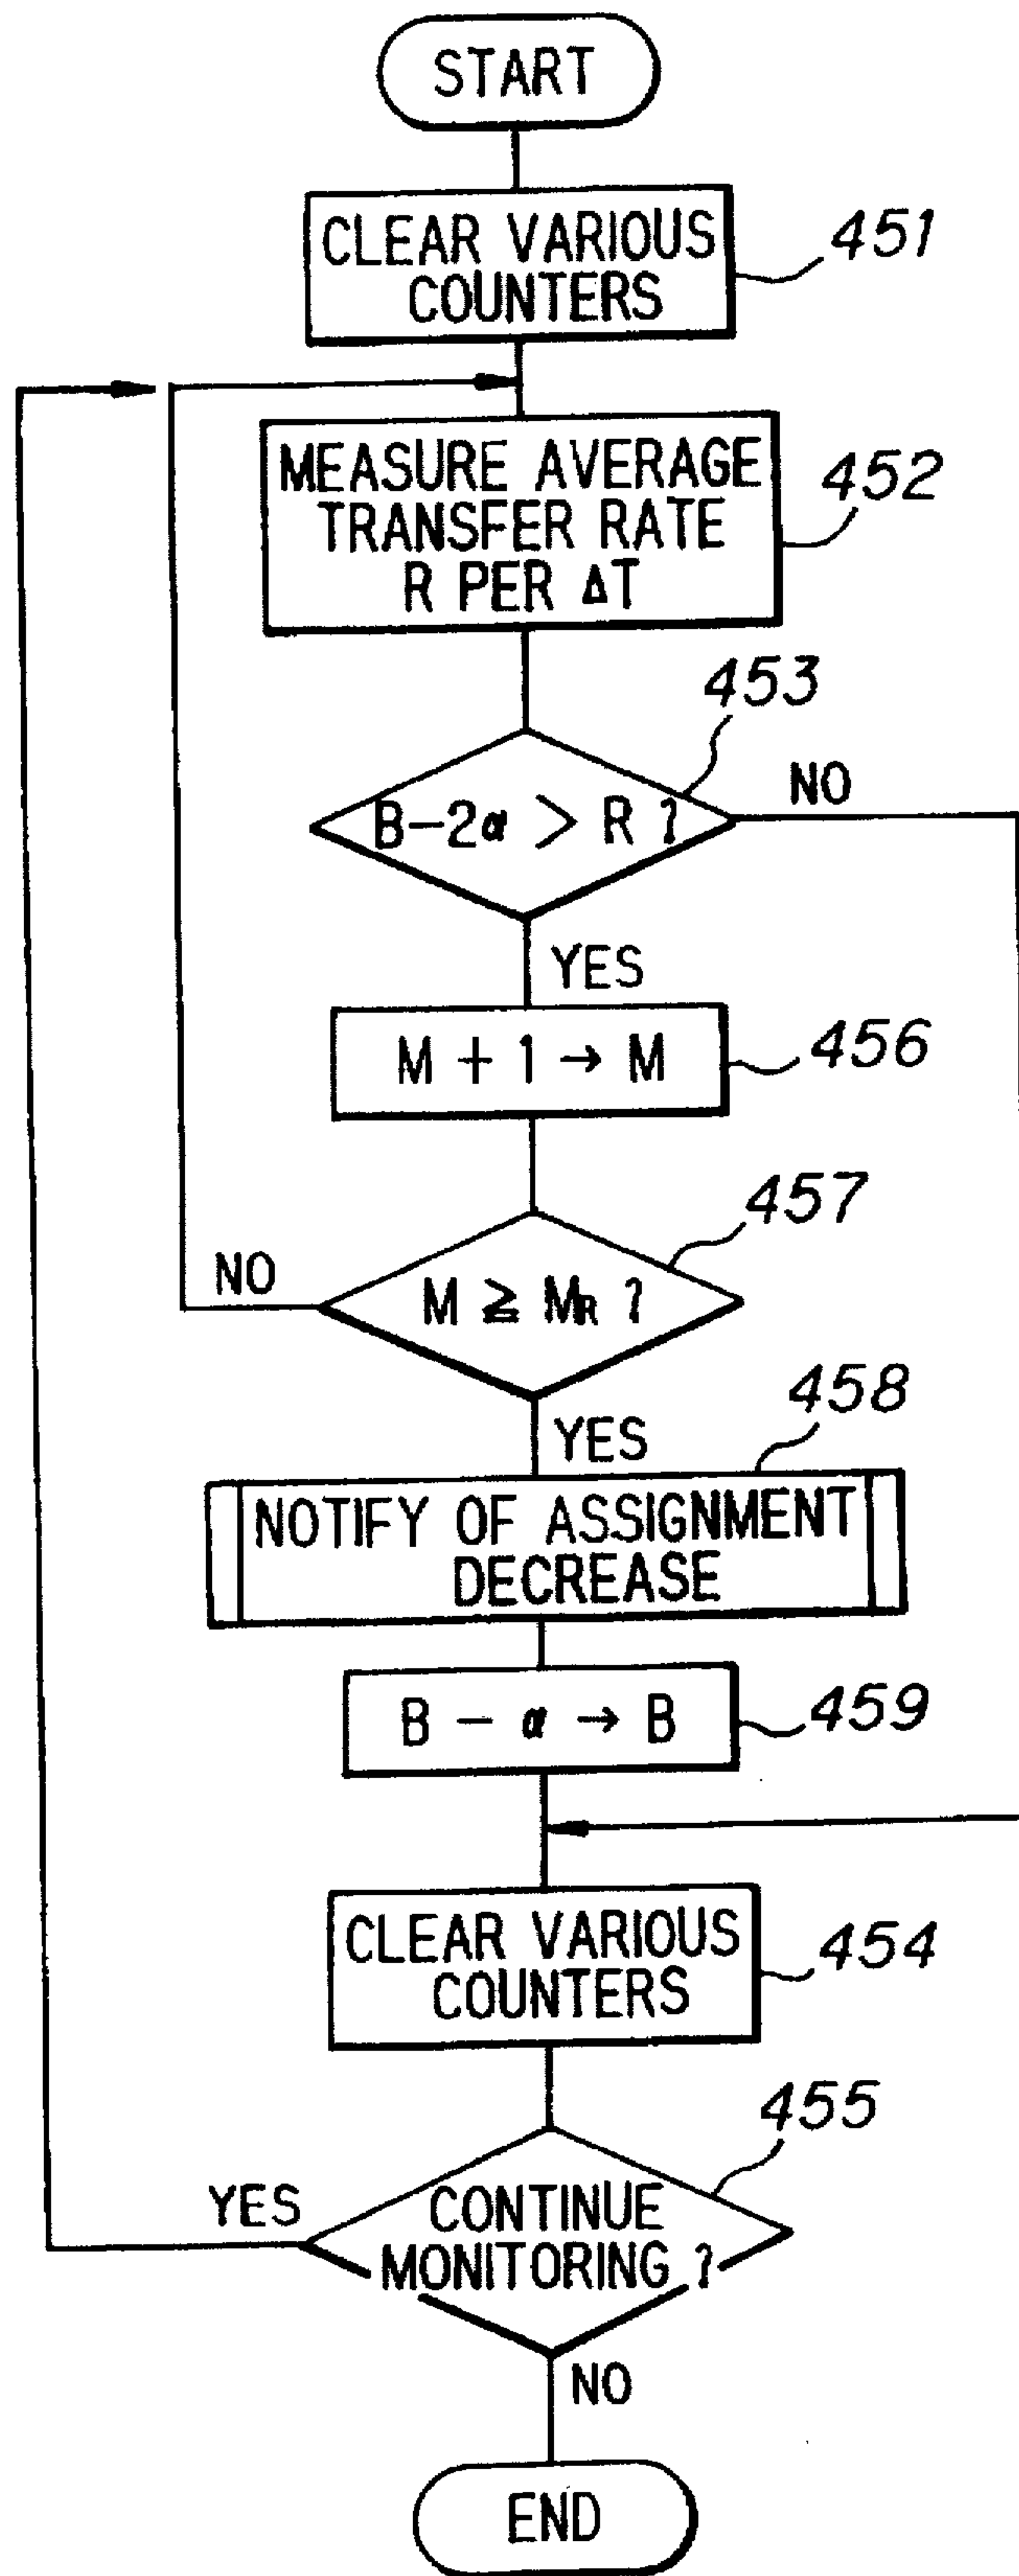 START
CLEAR VARIOUS
COUNTERS
451
MEASURE AVERAGE
TRANSFER RATE
R PER ΔT
452
453
B-2α > R ?
NO
YES
M + 1 → M
456
457
M ≧ MR ?
NO
YES
458
NOTIFY OF ASSIGNMENT
DECREASE
B - α → B
459
CLEAR VARIOUS
COUNTERS
454
455
CONTINUE
MONITORING ?
YES
NO
END